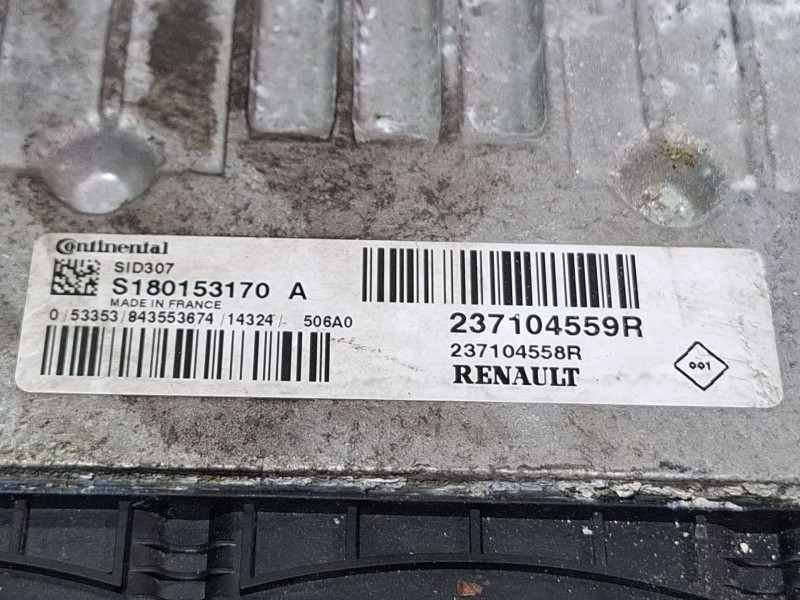 Continental
SID307
S180153170 A
MADE IN FRANCE
0/53353/843553674/14324/- 506A0
237104559R
237104558R
RENAULT
001